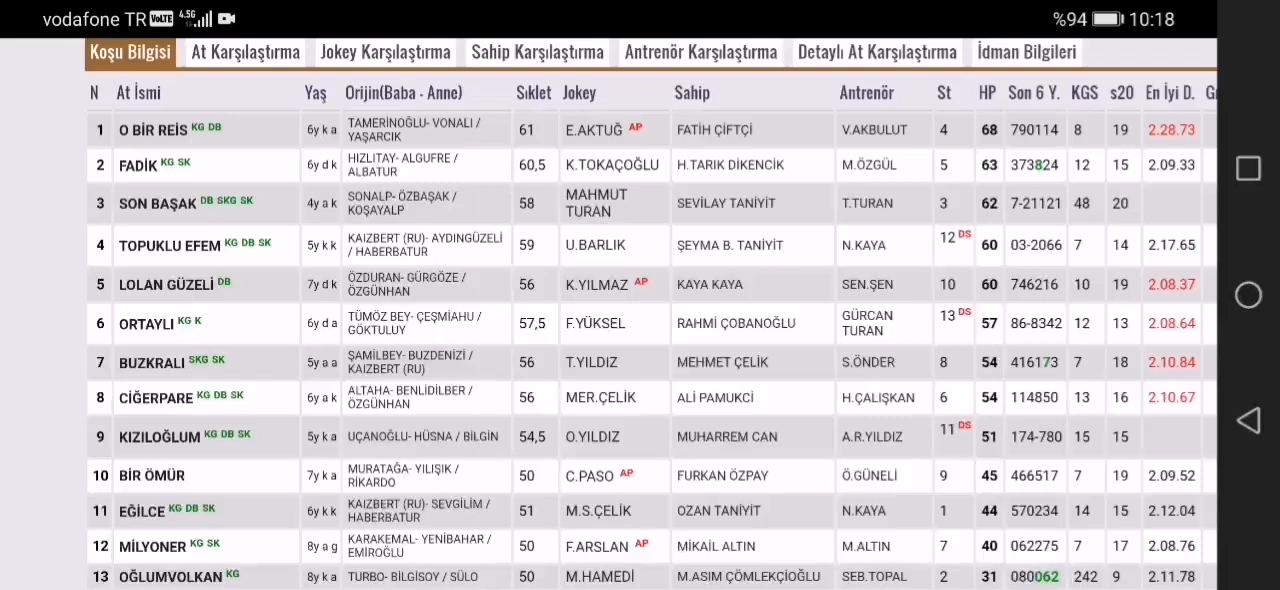 vodafone TR VoLTE 4.5G %94 10:18
Koşu Bilgisi At Karşılaştırma Jokey Karşılaştırma Sahip Karşılaştırma Antrenör Karşılaştırma Detaylı At Karşılaştırma İdman Bilgileri
N At İsmi Yaş Orijin(Baba - Anne) Sıklet Jokey Sahip Antrenör St HP Son 6 Y. KGS s20 En İyi D.
1 O BİR REİS KG DB 6y k a TAMERİNOĞLU- VONALI / YAŞARCIK 61 E.AKTUĞ AP FATİH ÇİFTÇİ V.AKBULUT 4 68 790114 8 19 2.28.73
2 FADİK KG SK 6y d k HIZLITAY- ALGUFRE / ALBATUR 60,5 K.TOKAÇOĞLU H.TARIK DİKENCİK M.ÖZGÜL 5 63 373824 12 15 2.09.33
3 SON BAŞAK DB SKG SK 4y a k SONALP- ÖZBAŞAK / KOŞAYALP 58 MAHMUT TURAN SEVİLAY TANİYİT T.TURAN 3 62 7-21121 48 20
4 TOPUKLU EFEM KG DB SK 5y k k KAIZBERT (RU)- AYDINGÜZELİ / HABERBATUR 59 U.BARLIK ŞEYMA B. TANİYİT N.KAYA 12 DS 60 03-2066 7 14 2.17.65
5 LOLAN GÜZELİ DB 7y d k ÖZDURAN- GÜRGÖZE / ÖZGÜNHAN 56 K.YILMAZ AP KAYA KAYA SEN.ŞEN 10 60 746216 10 19 2.08.37
6 ORTAYLI KG K 6y d a TÜMÖZ BEY- ÇEŞMİAHU / GÖKTULUY 57,5 F.YÜKSEL RAHMİ ÇOBANOĞLU GÜRCAN TURAN 13 DS 57 86-8342 12 13 2.08.64
7 BUZKRALI SKG SK 5y a a ŞAMİLBEY- BUZDENİZİ / KAIZBERT (RU) 56 T.YILDIZ MEHMET ÇELİK S.ÖNDER 8 54 416173 7 18 2.10.84
8 CİĞERPARE KG DB SK 6y a k ALTAHA- BENLİDİLBER / ÖZGÜNHAN 56 MER.ÇELİK ALİ PAMUKCİ H.ÇALIŞKAN 6 54 114850 13 16 2.10.67
9 KIZILOĞLUM KG DB SK 5y k a UÇANOĞLU- HÜSNA / BİLGİN 54,5 O.YILDIZ MUHARREM CAN A.R.YILDIZ 11 DS 51 174-780 15 15
10 BİR ÖMÜR 7y k a MURATAĞA- YILIŞIK / RİKARDO 50 C.PASO AP FURKAN ÖZPAY Ö.GÜNELİ 9 45 466517 7 19 2.09.52
11 EĞİLCE KG DB SK 6y k k KAIZBERT (RU)- SEVGİLİM / HABERBATUR 51 M.S.ÇELİK OZAN TANİYİT N.KAYA 1 44 570234 14 15 2.12.04
12 MİLYONER KG SK 8y a g KARAKEMAL- YENİBAHAR / EMİROĞLU 50 F.ARSLAN AP MİKAİL ALTIN M.ALTIN 7 40 062275 7 17 2.08.76
13 OĞLUMVOLKAN KG 8y k a TURBO- BİLGİSOY / SÜLO 50 M.HAMEDİ M.ASIM ÇÖMLEKÇİOĞLU SEB.TOPAL 2 31 080062 242 9 2.11.78